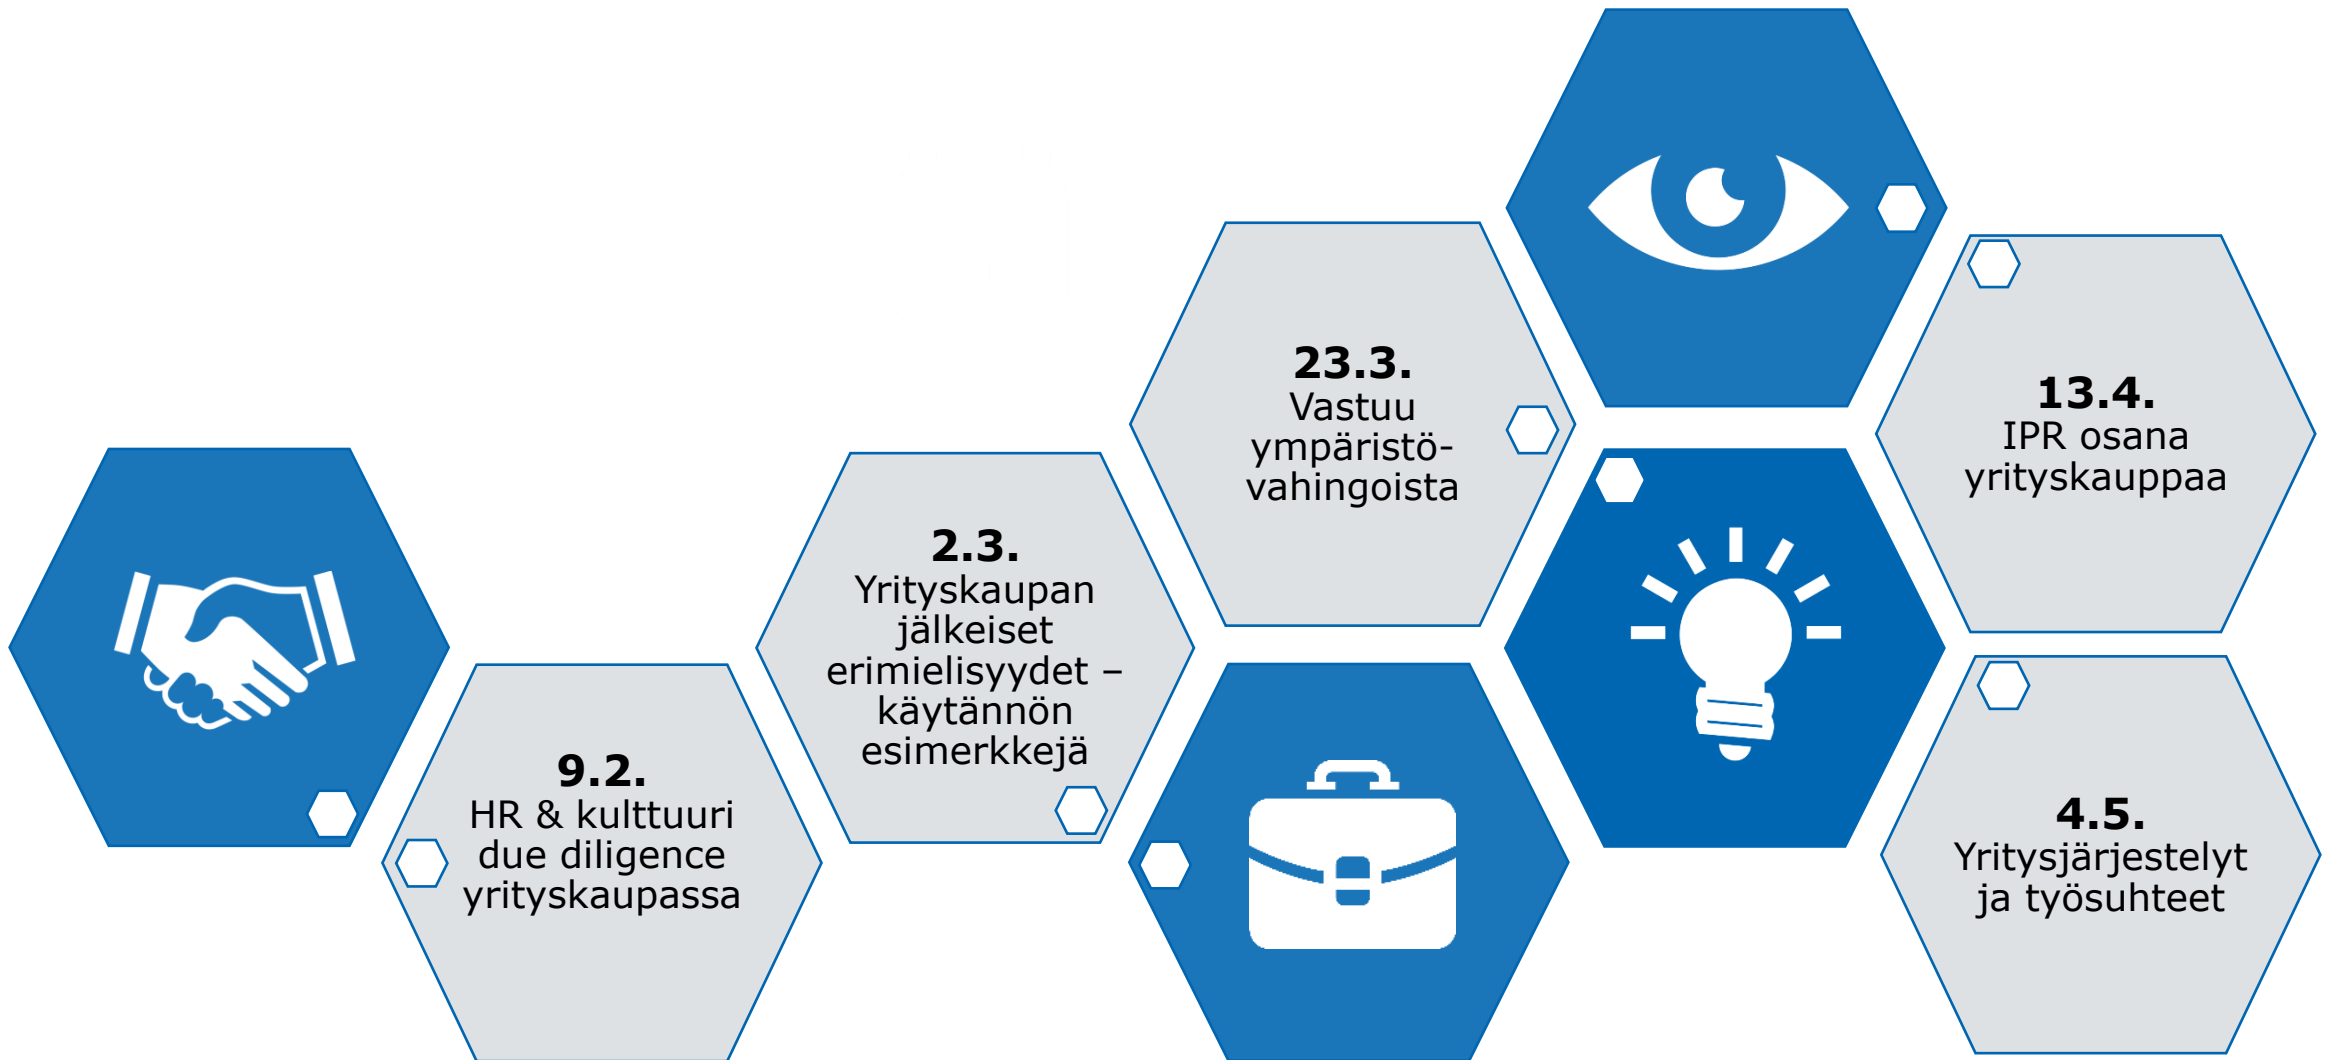 9.2.
HR & kulttuuri
due diligence
yrityskaupassa
2.3.
Yrityskaupan
jälkeiset
erimielisyydet –
käytännön
esimerkkejä
23.3.
Vastuu
ympäristö-
vahingoista
13.4.
IPR osana
yrityskauppaa
4.5.
Yritysjärjestelyt
ja työsuhteet